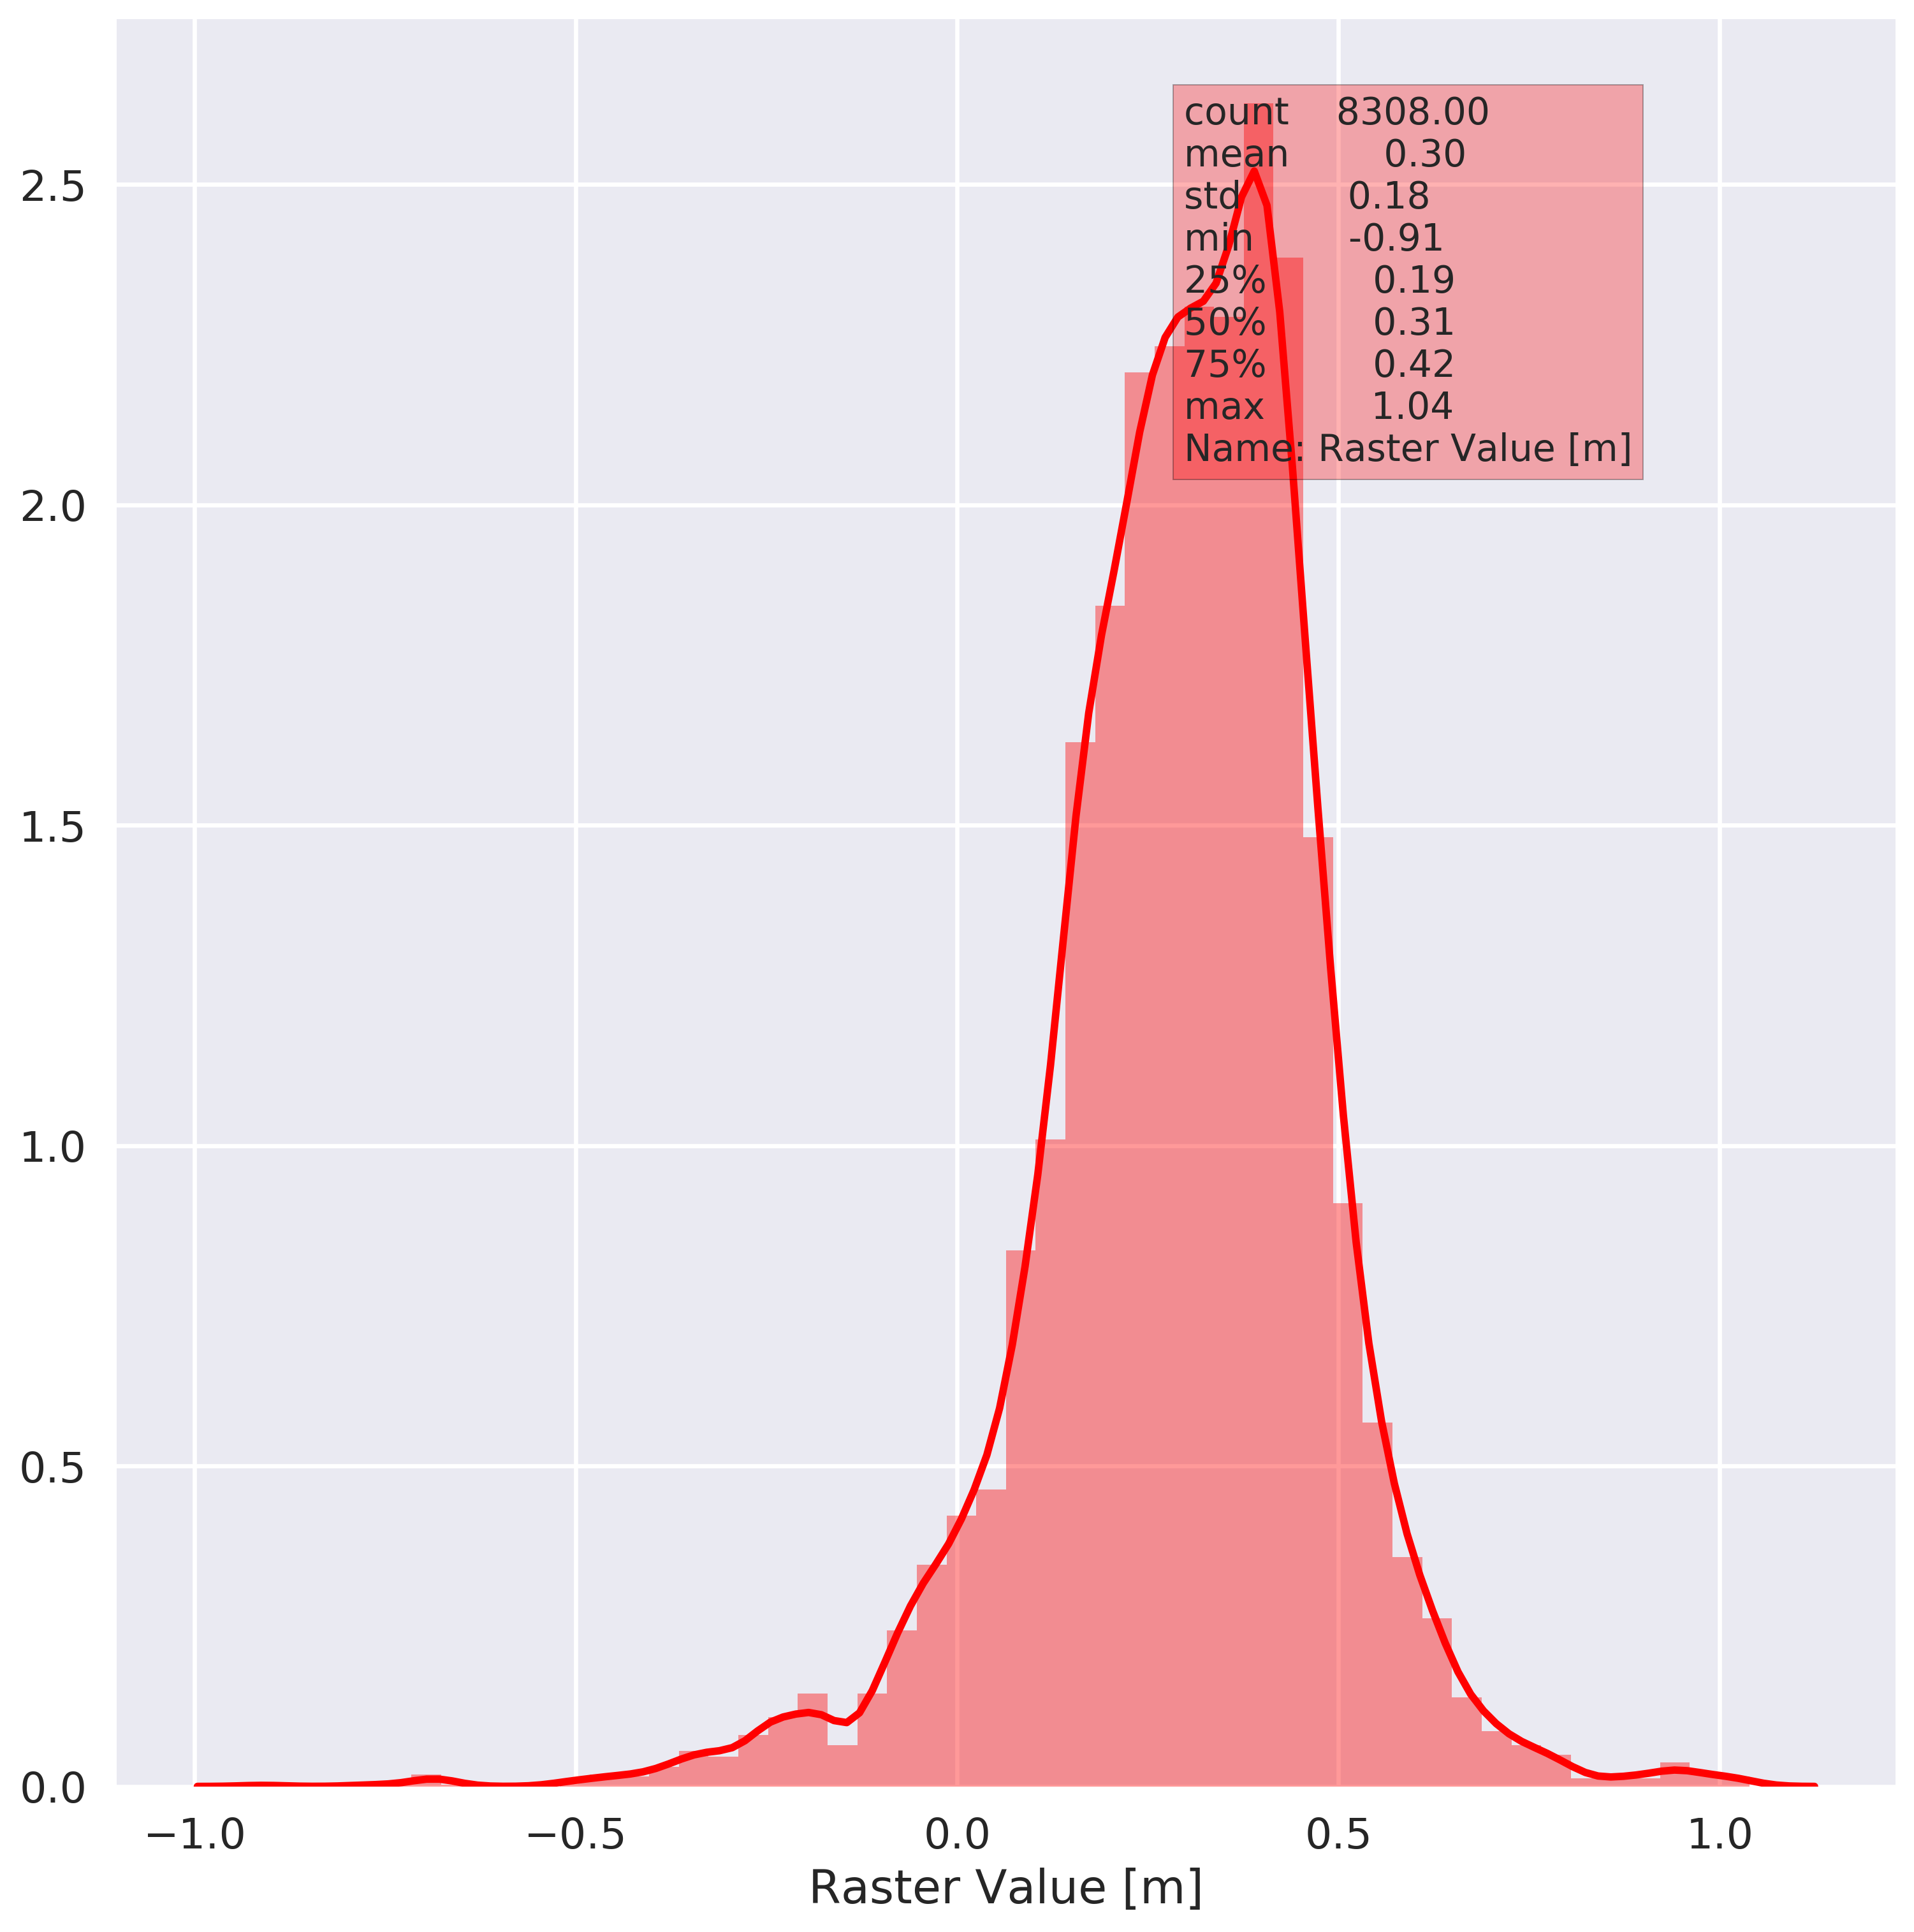 count 8308.00
mean 0.30
std 0.18
min -0.91
25% 0.19
50% 0.31
75% 0.42
max 1.04
Name: Raster Value [m]
2.5
2.0
1.5
1.0
0.5
0.0
−1.0 −0.5 0.0 0.5 1.0
Raster Value [m]